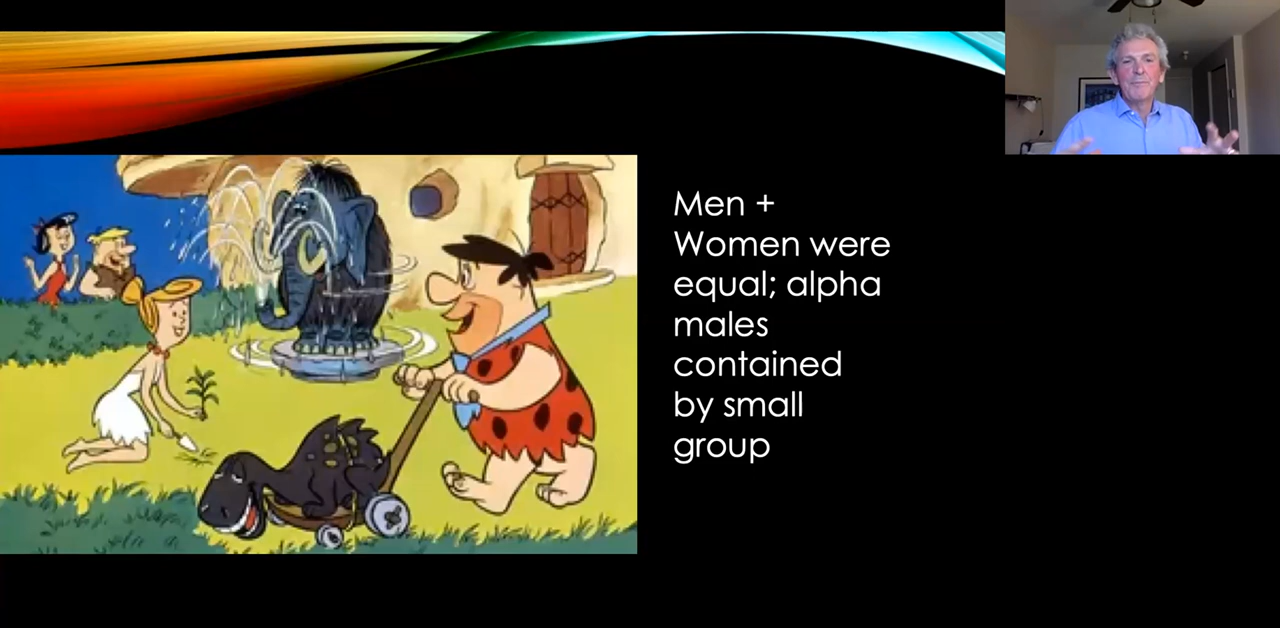 Men +
Women were
equal; alpha
males
contained
by small
group